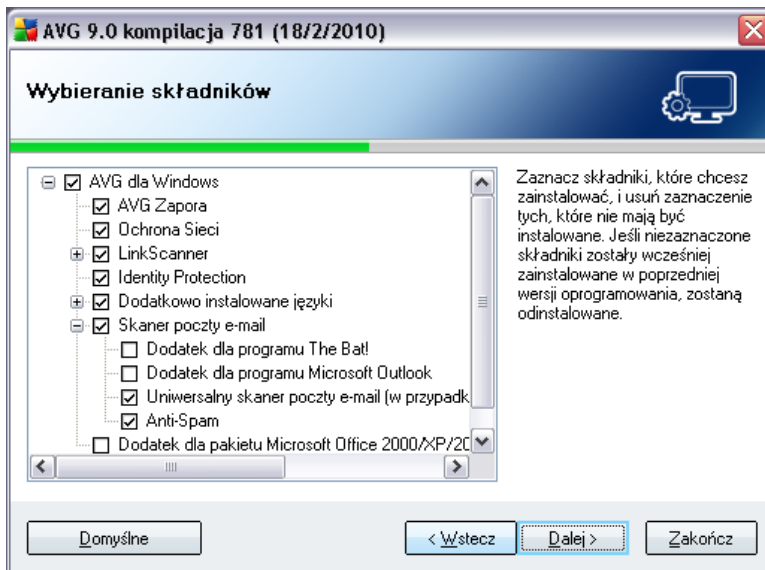 AVG 9.0 kompilacja 781 (18/2/2010)
Wybieranie składników
AVG dla Windows
AVG Zapora
Ochrona Sieci
LinkScanner
Identity Protection
Dodatkowo instalowane języki
Skaner poczty e-mail
Dodatek dla programu The Bat!
Dodatek dla programu Microsoft Outlook
Uniwersalny skaner poczty e-mail (w przypadk
Anti-Spam
Dodatek dla pakietu Microsoft Office 2000/XP/20
Zaznacz składniki, które chcesz
zainstalować, i usuń zaznaczenie
tych, które nie mają być
instalowane. Jeśli niezaznaczone
składniki zostały wcześniej
zainstalowane w poprzedniej
wersji oprogramowania, zostaną
odinstalowane.
Domyślne
< Wstecz
Dalej >
Zakończ